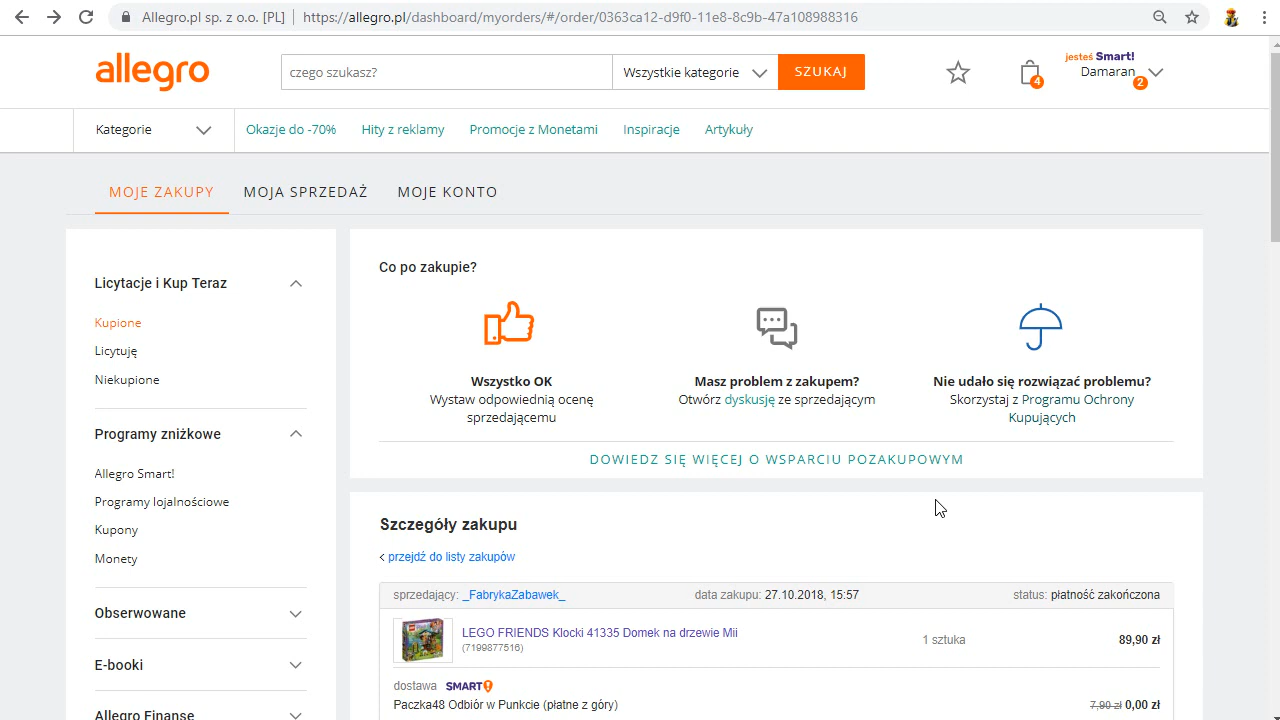 Allegro.pl sp. z o.o. [PL] | https://allegro.pl/dashboard/myorders/#/order/0363ca12-d9f0-11e8-8c9b-47a108988316
allegro
czego szukasz?
Wszystkie kategorie
SZUKAJ
4
jesteś Smart!
Damaran
2
Kategorie
Okazje do -70%
Hity z reklamy
Promocje z Monetami
Inspiracje
Artykuły
MOJE ZAKUPY
MOJA SPRZEDAŻ
MOJE KONTO
Licytacje i Kup Teraz
Kupione
Licytuję
Niekupione
Programy zniżkowe
Allegro Smart!
Programy lojalnościowe
Kupony
Monety
Obserwowane
E-booki
Allegro Finanse
Co po zakupie?
Wszystko OK
Wystaw odpowiednią ocenę
sprzedającemu
Masz problem z zakupem?
Otwórz dyskusję ze sprzedającym
Nie udało się rozwiązać problemu?
Skorzystaj z Programu Ochrony
Kupujących
DOWIEDZ SIĘ WIĘCEJ O WSPARCIU POZAKUPOWYM
Szczegóły zakupu
< przejdź do listy zakupów
sprzedający: _FabrykaZabawek_
data zakupu: 27.10.2018, 15:57
status: płatność zakończona
LEGO FRIENDS Klocki 41335 Domek na drzewie Mii
(7199877516)
1 sztuka
89,90 zł
dostawa SMART!
Paczka48 Odbiór w Punkcie (płatne z góry)
7,90 zł 0,00 zł